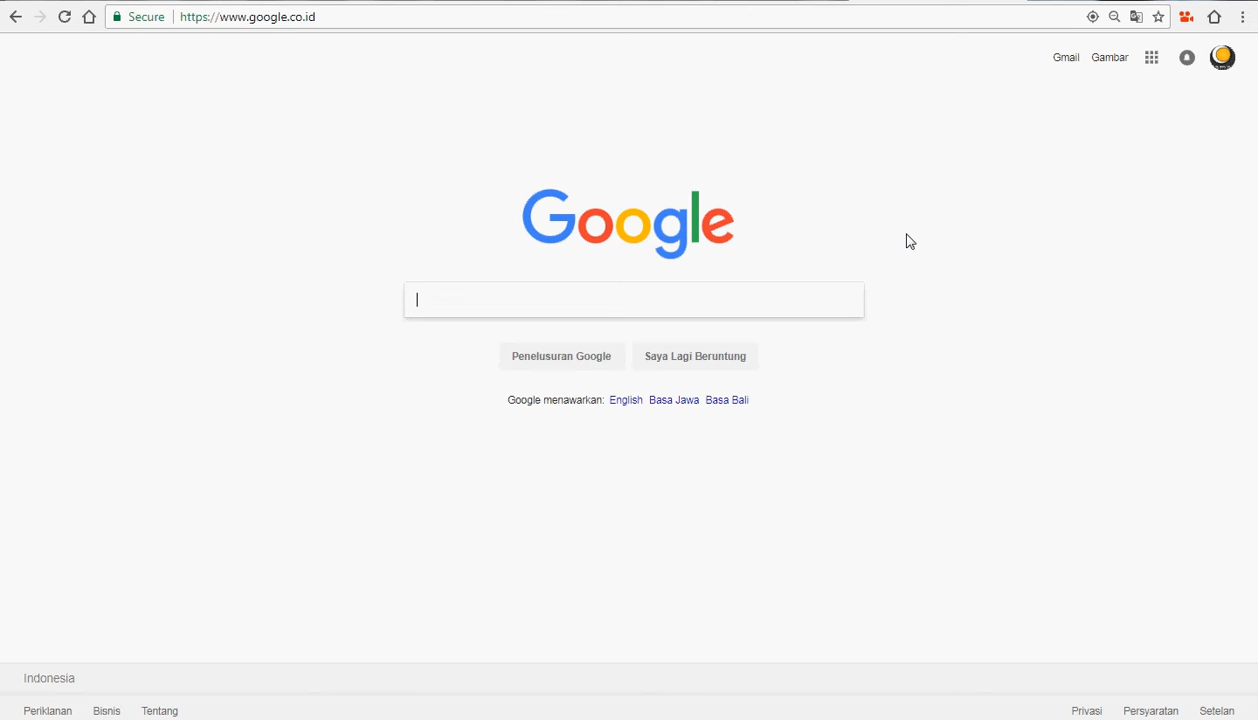 Secure https://www.google.co.id
Gmail Gambar
Google
Penelusuran Google Saya Lagi Beruntung
Google menawarkan: English Basa Jawa Basa Bali
Indonesia
Periklanan Bisnis Tentang Privasi Persyaratan Setelan